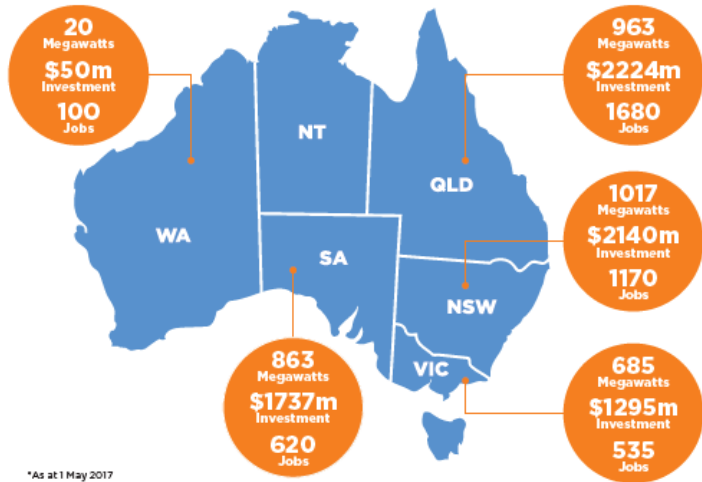 20
Megawatts
$50m
Investment
100
Jobs
963
Megawatts
$2224m
Investment
1680
Jobs
NT
QLD
WA
SA
1017
Megawatts
$2140m
Investment
1170
Jobs
NSW
VIC
863
Megawatts
$1737m
Investment
620
Jobs
685
Megawatts
$1295m
Investment
535
Jobs
*As at 1 May 2017